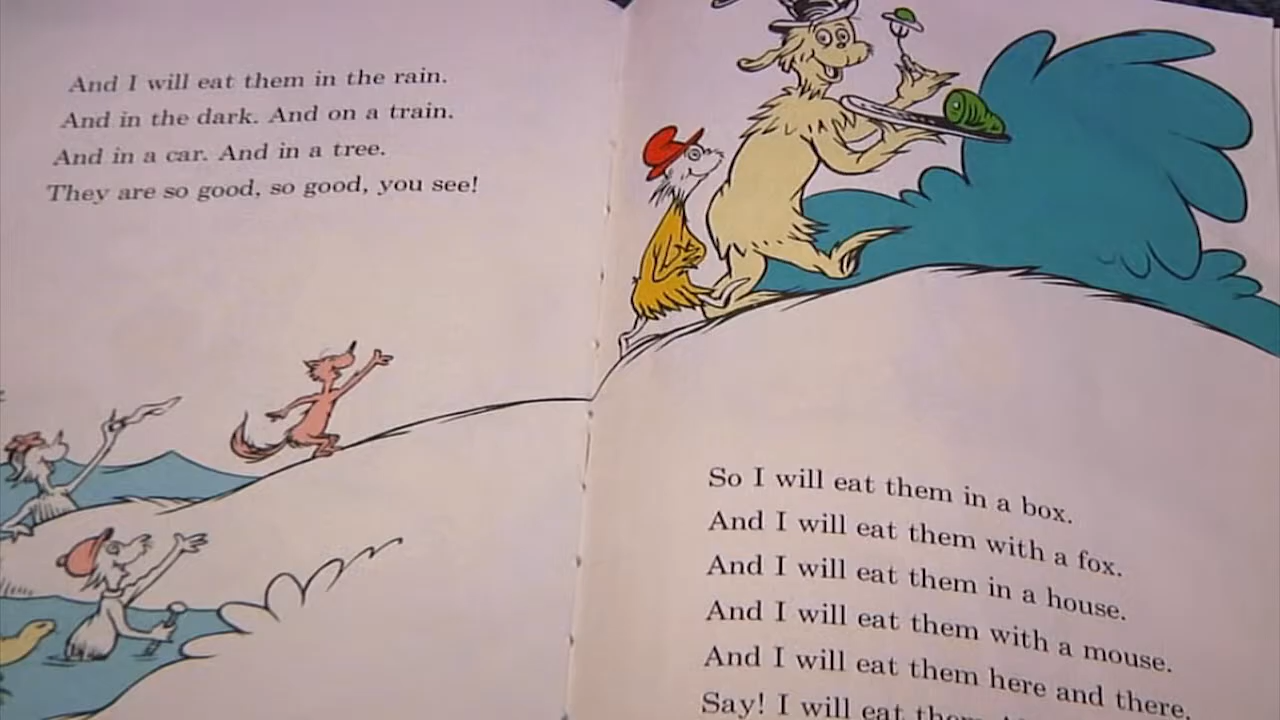 And I will eat them in the rain.
And in the dark. And on a train.
And in a car. And in a tree.
They are so good, so good, you see!
So I will eat them in a box.
And I will eat them with a fox.
And I will eat them in a house.
And I will eat them with a mouse.
And I will eat them here and there.
Say! I will eat them